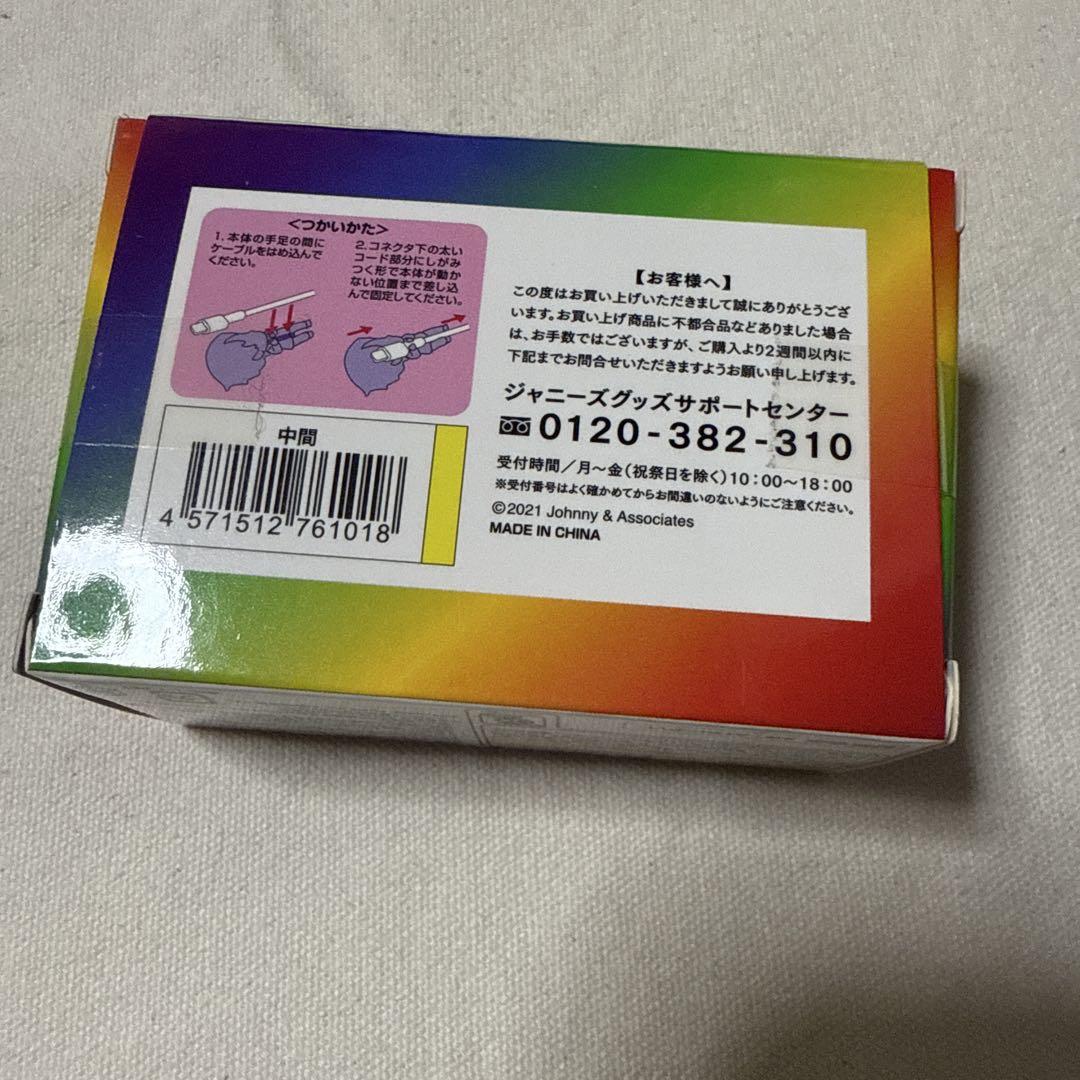 <つかいかた>
1.本体の手足の間に
ケーブルをはめ込んで
ください。
2.コネクタ下の太い
コード部分にしがみ
つく形で本体が動か
ない位置まで差し込
んで固定してください。
中間
4 571512 761018
【お客様へ】
この度はお買い上げいただきまして誠にありがとうござい
ます。お買い上げ商品に不都合品などありました場合
は、お手数ではございますが、ご購入より2週間以内に
下記までお問合せいただきますようお願い申し上げます。
ジャニーズグッズサポートセンター
0120-382-310
受付時間/月〜金(祝祭日を除く)10:00〜18:00
※受付番号はよく確かめてからお間違いのないようにご注意ください。
©2021 Johnny & Associates
MADE IN CHINA